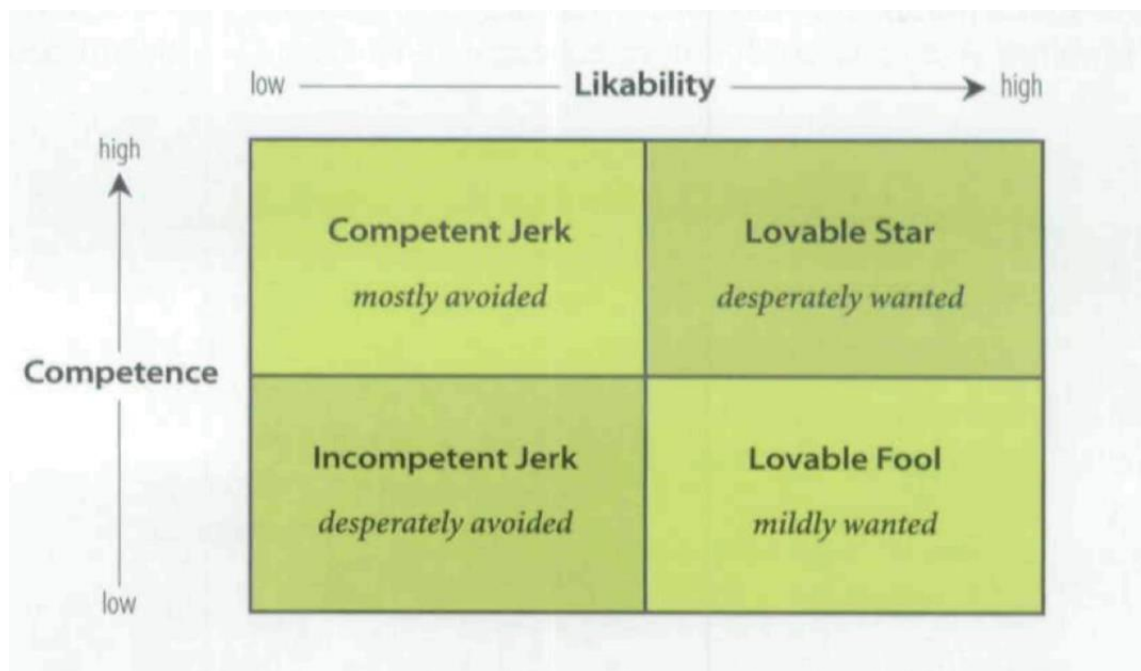 low Likability high
high
Competent Jerk Lovable Star
mostly avoided desperately wanted
Competence
Incompetent Jerk Lovable Fool
desperately avoided mildly wanted
low